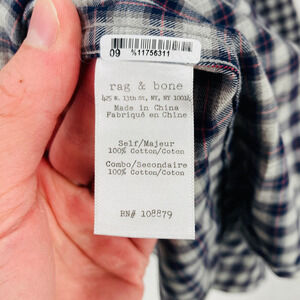 09 %11756311
rag & bone
425 W. 13th St, NY, NY 10014
Made in China
Fabriqué en Chine
Self/Majeur
100% Cotton/Coton
Combo/Secondaire
100% Cotton/Coton
RN# 108879